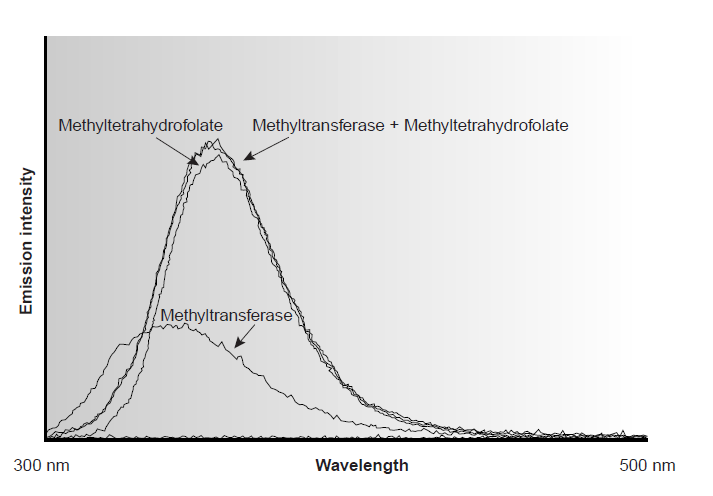 Methyltetrahydrofolate
Methyltransferase + Methyltetrahydrofolate
Emission intensity
Methyltransferase
300 nm
Wavelength
500 nm